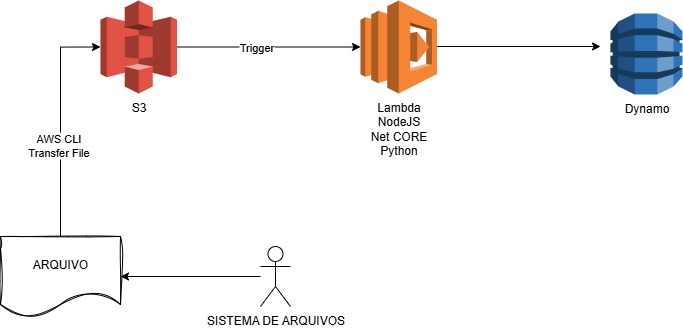 S3
Trigger
Lambda
NodeJS
Net CORE
Python
Dynamo
AWS CLI
Transfer File
ARQUIVO
SISTEMA DE ARQUIVOS